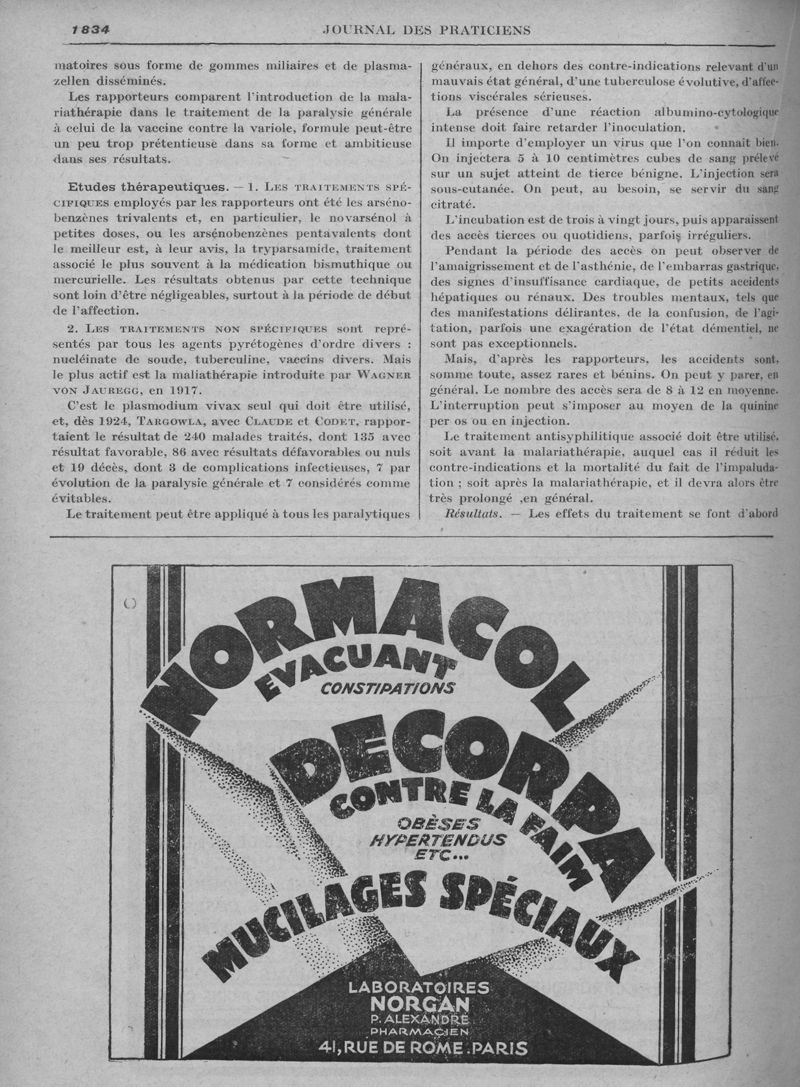 1834
JOURNAL DES PRATICIENS
matoires sous forme de gommes miliaires et de plasma-
zellen disséminés.
Les rapporteurs comparent l'introduction de la mala-
riathérapie dans le traitement de la paralysie générale
à celui de la vaccine contre la variole, formule peut-être
un peu trop prétentieuse dans sa forme et ambitieuse
dans ses résultats.
Etudes thérapeutiques. — 1. LES TRAITEMENTS SPÉ-
CIFIQUES employés par les rapporteurs ont été les arséno-
benzènes trivalents et, en particulier, le novarsénol à
petites doses, ou les arsénobenzènes pentavalents dont
le meilleur est, à leur avis, la tryparsamide, traitement
associé le plus souvent à la médication bismuthique ou
mercurielle. Les résultats obtenus par cette technique
sont loin d'être négligeables, surtout à la période de début
de l'affection.
2. LES TRAITEMENTS NON SPÉCIFIQUES sont repré-
sentés par tous les agents pyrétogènes d'ordre divers :
nucléinate de soude, tuberculine, vaccins divers. Mais
le plus actif est la maliathérapie introduite par WAGNER
VON JAUREGG, en 1917.
C'est le plasmodium vivax seul qui doit être utilisé,
et, dès 1924, TARGOWLA, avec CLAUDE et CODET, rappor-
taient le résultat de 240 malades traités, dont 135 avec
résultat favorable, 86 avec résultats défavorables ou nuls
et 19 décès, dont 3 de complications infectieuses, 7 par
évolution de la paralysie générale et 7 considérés comme
évitables.
Le traitement peut être appliqué à tous les paralytiques
généraux, en dehors des contre-indications relevant d'un
mauvais état général, d'une tuberculose évolutive, d'affec-
tions viscérales sérieuses.
La présence d'une réaction albumino-cytologique
intense doit faire retarder l'inoculation.
Il importe d'employer un virus que l'on connait bien.
On injectera 5 à 10 centimètres cubes de sang prélevé
sur un sujet atteint de tierce bénigne. L'injection sera
sous-cutanée. On peut, au besoin, se servir du sang
citraté.
L'incubation est de trois à vingt jours, puis apparaissent
des accès tierces ou quotidiens, parfois irréguliers.
Pendant la période des accès on peut observer de
l'amaigrissement et de l'asthénie, de l'embarras gastrique,
des signes d'insuffisance cardiaque, de petits accidents
hépatiques ou rénaux. Des troubles mentaux, tels que
des manifestations délirantes, de la confusion, de l'agi-
tation, parfois une exagération de l'état démentiel, ne
sont pas exceptionnels.
Mais, d'après les rapporteurs, les accidents sont,
somme toute, assez rares et bénins. On peut y parer, en
général. Le nombre des accès sera de 8 à 12 en moyenne.
L'interruption peut s'imposer au moyen de la quinine
per os ou en injection.
Le traitement antisyphilitique associé doit être utilisé,
soit avant la malariathérapie, auquel cas il réduit les
contre-indications et la mortalité du fait de l'impaluda-
tion ; soit après la malariathérapie, et il devra alors être
très prolongé ,en général.
Résultats. — Les effets du traitement se font d'abord
NORMACOL
EVACUANT
CONSTIPATIONS
DECORPA
CONTRE LA FAIM
OBÈSES
HYPERTENDUS
ETC...
MUCILAGES SPÉCIAUX
LABORATOIRES
NORGAN
P. ALEXANDRE
PHARMACIEN
41, RUE DE ROME. PARIS